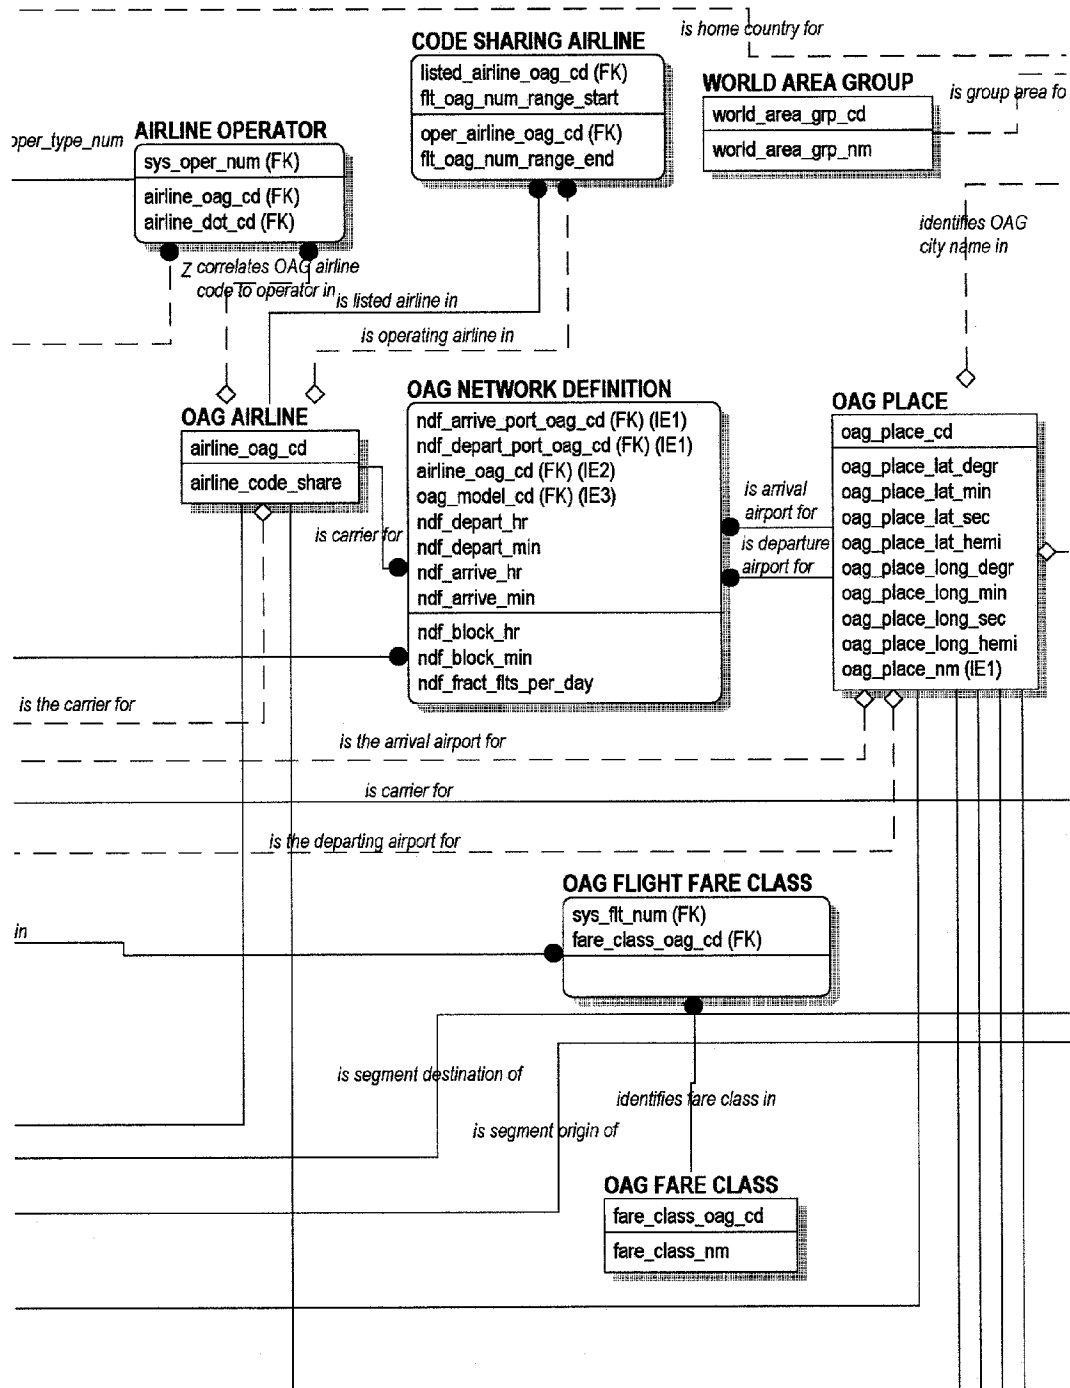 is home country for
CODE SHARING AIRLINE
listed_airline_oag_cd (FK)
flt_oag_num_range_start
oper_airline_oag_cd (FK)
flt_oag_num_range_end
WORLD AREA GROUP
world_area_grp_cd
world_area_grp_nm
is group area fo
oper_type_num
AIRLINE OPERATOR
sys_oper_num (FK)
airline_oag_cd (FK)
airline_dot_cd (FK)
identifies OAG
city name in
Z correlates OAG airline
code to operator in
is listed airline in
is operating airline in
OAG AIRLINE
airline_oag_cd
airline_code_share
OAG NETWORK DEFINITION
ndf_arrive_port_oag_cd (FK) (IE1)
ndf_depart_port_oag_cd (FK) (IE1)
airline_oag_cd (FK) (IE2)
oag_model_cd (FK) (IE3)
ndf_depart_hr
ndf_depart_min
ndf_arrive_hr
ndf_arrive_min
ndf_block_hr
ndf_block_min
ndf_fract_flts_per_day
is carrier for
is arrival
airport for
is departure
airport for
OAG PLACE
oag_place_cd
oag_place_lat_degr
oag_place_lat_min
oag_place_lat_sec
oag_place_lat_hemi
oag_place_long_degr
oag_place_long_min
oag_place_long_sec
oag_place_long_hemi
oag_place_nm (IE1)
is the carrier for
is the arrival airport for
is carrier for
is the departing airport for
OAG FLIGHT FARE CLASS
sys_flt_num (FK)
fare_class_oag_cd (FK)
in
is segment destination of
identifies fare class in
is segment origin of
OAG FARE CLASS
fare_class_oag_cd
fare_class_nm